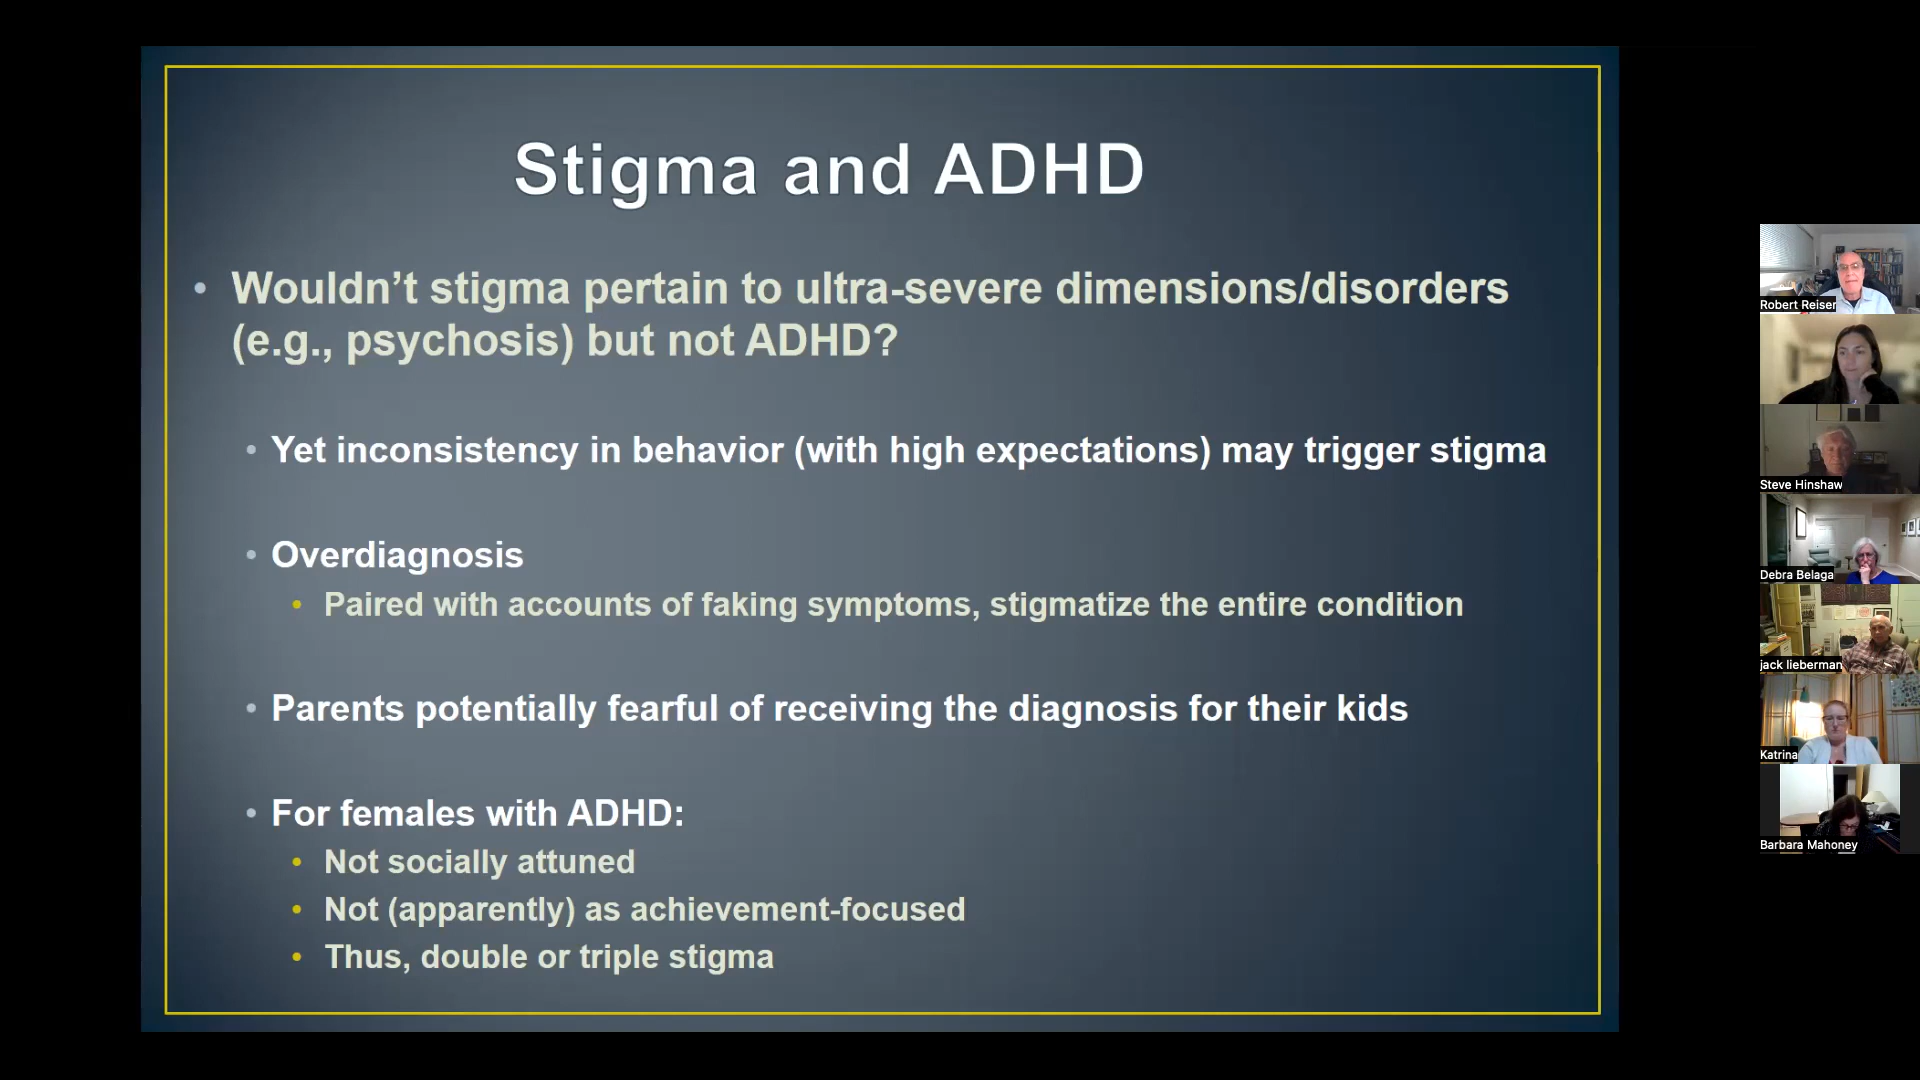 Stigma and ADHD
• Wouldn’t stigma pertain to ultra-severe dimensions/disorders
(e.g., psychosis) but not ADHD?
• Yet inconsistency in behavior (with high expectations) may trigger stigma
• Overdiagnosis
• Paired with accounts of faking symptoms, stigmatize the entire condition
• Parents potentially fearful of receiving the diagnosis for their kids
• For females with ADHD:
• Not socially attuned
• Not (apparently) as achievement-focused
• Thus, double or triple stigma
Robert Reiser
Steve Hinshaw
Debra Belaga
jack lieberman
Katrina
Barbara Mahoney